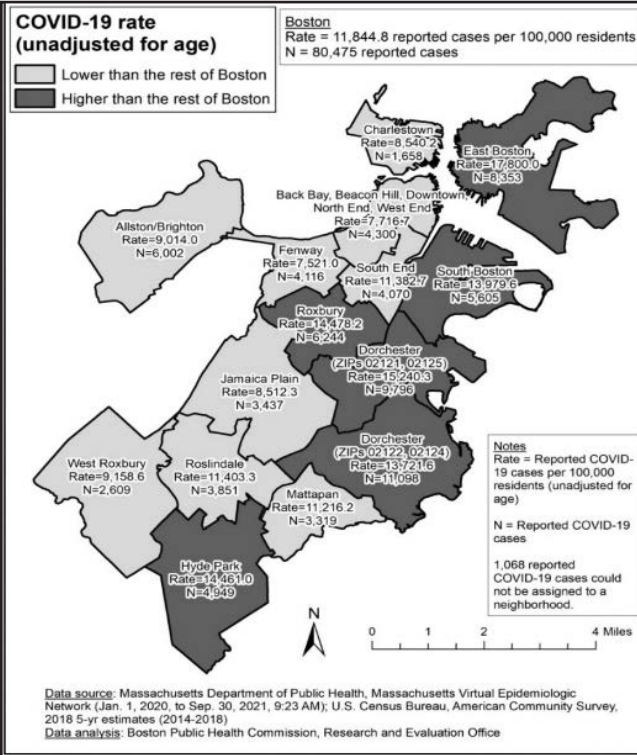 COVID-19 rate
(unadjusted for age)
Lower than the rest of Boston
Higher than the rest of Boston
Boston
Rate = 11,844.8 reported cases per 100,000 residents
N = 80,475 reported cases
Charlestown
Rate=8,540.2
N=1,658
East Boston
Rate=17,800.0
N=8,353
Back Bay, Beacon Hill, Downtown,
North End, West End
Rate=7,716.7
N=4,300
Allston/Brighton
Rate=9,014.0
N=6,002
Fenway
Rate=7,521.0
N=4,116
South End
Rate=11,382.7
N=4,070
South Boston
Rate=13,979.6
N=5,605
Roxbury
Rate=14,478.2
N=6,244
Dorchester
(ZIPs 02121, 02125)
Rate=15,240.3
N=9,796
Jamaica Plain
Rate=8,512.3
N=3,437
Dorchester
(ZIPs 02122, 02124)
Rate=13,721.6
N=11,098
West Roxbury
Rate=9,158.6
N=2,609
Roslindale
Rate=11,403.3
N=3,851
Mattapan
Rate=11,216.2
N=3,319
Hyde Park
Rate=14,461.0
N=4,949
Notes
Rate = Reported COVID-
19 cases per 100,000
residents (unadjusted for
age)
N = Reported COVID-19
cases
1,068 reported
COVID-19 cases could
not be assigned to a
neighborhood.
N
0 1 2 4 Miles
Data source: Massachusetts Department of Public Health, Massachusetts Virtual Epidemiologic
Network (Jan. 1, 2020, to Sep. 30, 2021, 9:23 AM); U.S. Census Bureau, American Community Survey,
2018 5-yr estimates (2014-2018)
Data analysis: Boston Public Health Commission, Research and Evaluation Office